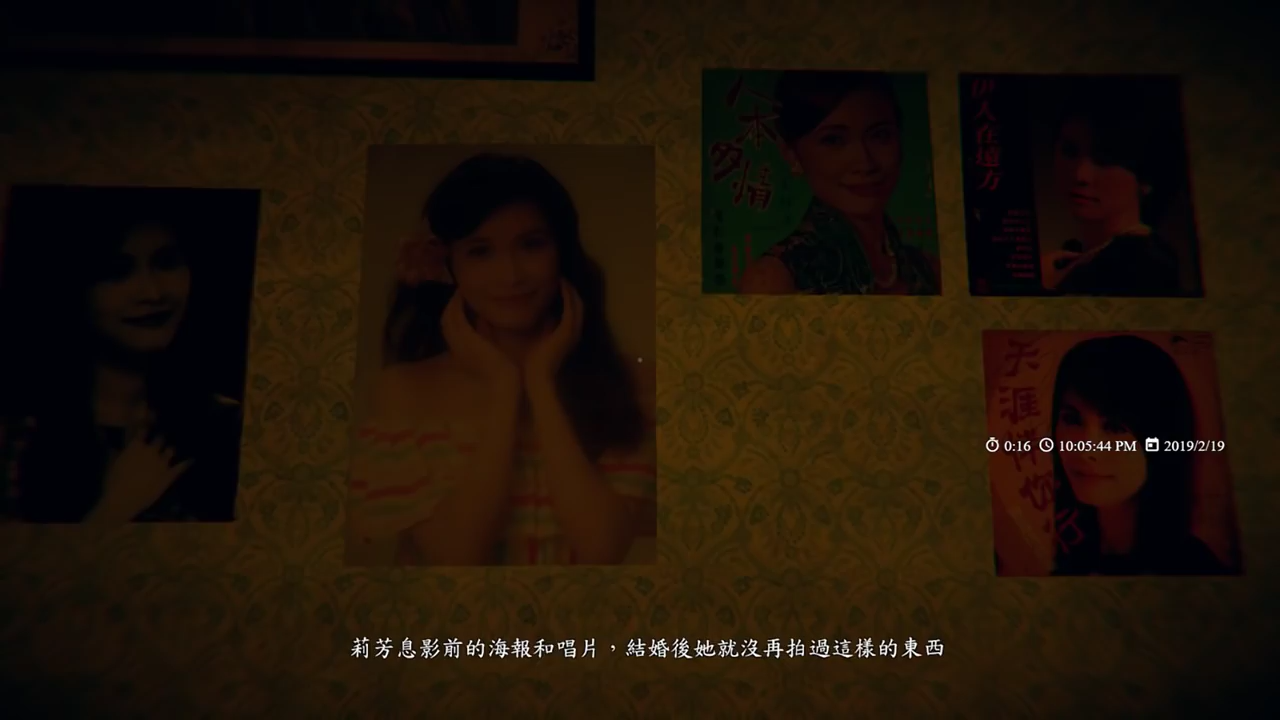 人本多情
伊人在遠方
天涯伴你行
0:16 10:05:44 PM 2019/2/19
莉芳息影前的海報和唱片，結婚後她就沒再拍過這樣的東西